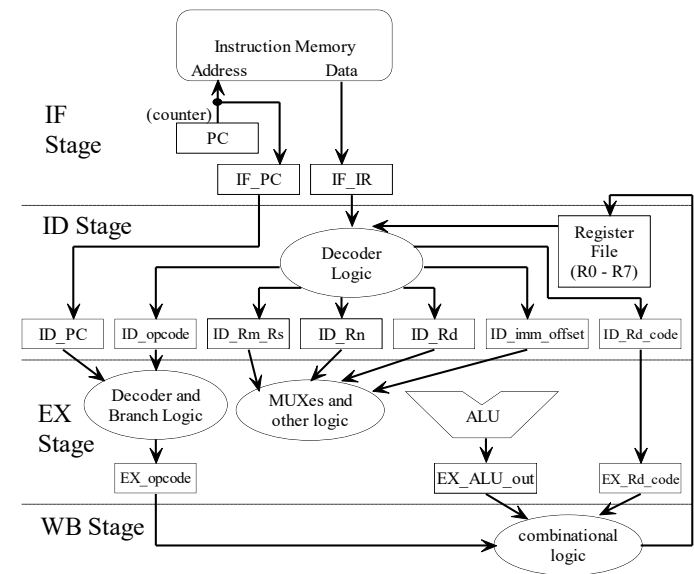 Instruction Memory
Address Data
IF
Stage
(counter)
PC
IF_PC
IF_IR
ID Stage
Register
File
(R0 - R7)
Decoder
Logic
ID_PC
ID_opcode
ID_Rm_Rs
ID_Rn
ID_Rd
ID_imm_offset
ID_Rd_code
EX
Stage
Decoder and
Branch Logic
MUXes and
other logic
ALU
EX_opcode
EX_ALU_out
EX_Rd_code
WB Stage
combinational
logic